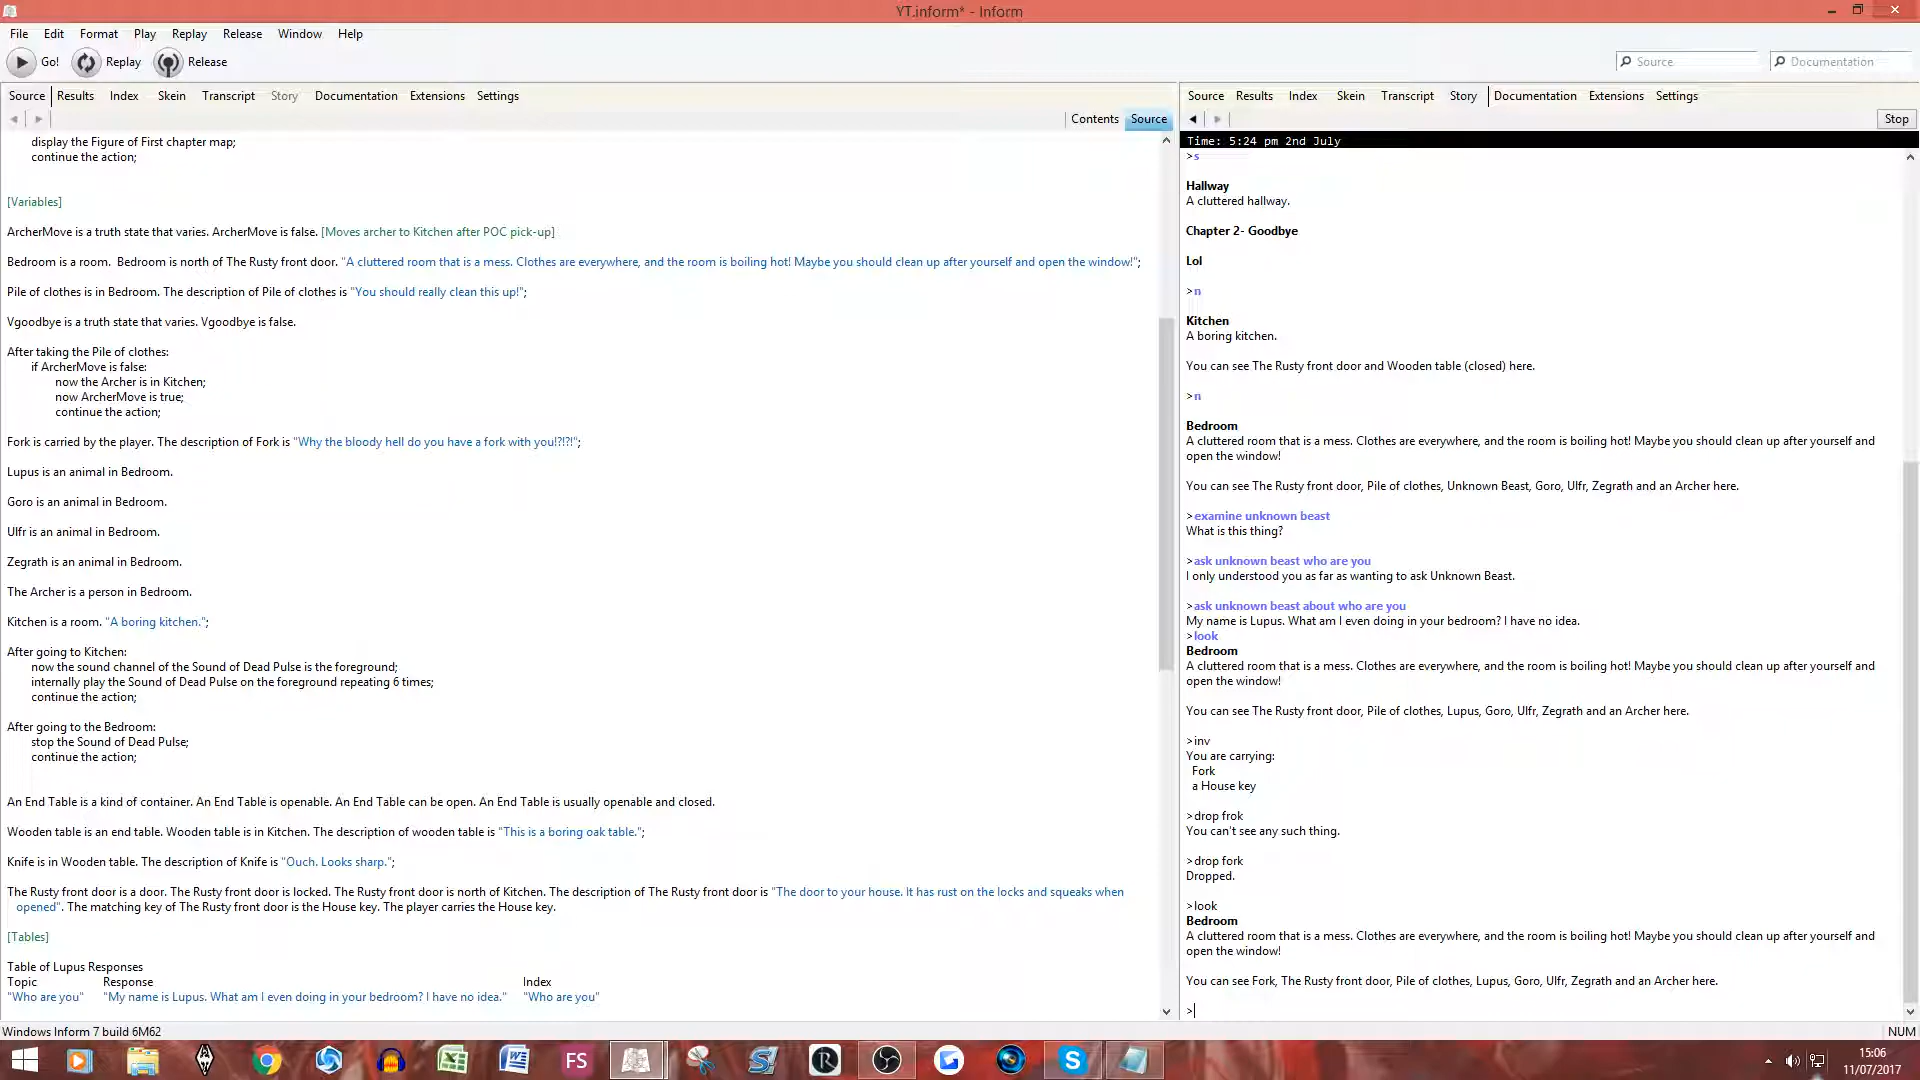 YT.inform* - Inform
File Edit Format Play Replay Release Window Help
Go! Replay Release
Source Documentation
Source Results Index Skein Transcript Story Documentation Extensions Settings
Contents Source
display the Figure of First chapter map;
continue the action;
[Variables]
ArcherMove is a truth state that varies. ArcherMove is false. [Moves archer to Kitchen after POC pick-up]
Bedroom is a room.  Bedroom is north of The Rusty front door. "A cluttered room that is a mess. Clothes are everywhere, and the room is boiling hot! Maybe you should clean up after yourself and open the window!";
Pile of clothes is in Bedroom. The description of Pile of clothes is "You should really clean this up!";
Vgoodbye is a truth state that varies. Vgoodbye is false.
After taking the Pile of clothes:
if ArcherMove is false:
now the Archer is in Kitchen;
now ArcherMove is true;
continue the action;
Fork is carried by the player. The description of Fork is "Why the bloody hell do you have a fork with you!?!?!";
Lupus is an animal in Bedroom.
Goro is an animal in Bedroom.
Ulfr is an animal in Bedroom.
Zegrath is an animal in Bedroom.
The Archer is a person in Bedroom.
Kitchen is a room. "A boring kitchen.";
After going to Kitchen:
now the sound channel of the Sound of Dead Pulse is the foreground;
internally play the Sound of Dead Pulse on the foreground repeating 6 times;
continue the action;
After going to the Bedroom:
stop the Sound of Dead Pulse;
continue the action;
An End Table is a kind of container. An End Table is openable. An End Table can be open. An End Table is usually openable and closed.
Wooden table is an end table. Wooden table is in Kitchen. The description of wooden table is "This is a boring oak table.";
Knife is in Wooden table. The description of Knife is "Ouch. Looks sharp.";
The Rusty front door is a door. The Rusty front door is locked. The Rusty front door is north of Kitchen. The description of The Rusty front door is "The door to your house. It has rust on the locks and squeaks when
opened". The matching key of The Rusty front door is the House key. The player carries the House key.
[Tables]
Table of Lupus Responses
Topic Response Index
"Who are you" "My name is Lupus. What am I even doing in your bedroom? I have no idea." "Who are you"
Source Results Index Skein Transcript Story Documentation Extensions Settings
Stop
Time: 5:24 pm 2nd July
>s
Hallway
A cluttered hallway.
Chapter 2- Goodbye
Lol
>n
Kitchen
A boring kitchen.
You can see The Rusty front door and Wooden table (closed) here.
>n
Bedroom
A cluttered room that is a mess. Clothes are everywhere, and the room is boiling hot! Maybe you should clean up after yourself and
open the window!
You can see The Rusty front door, Pile of clothes, Unknown Beast, Goro, Ulfr, Zegrath and an Archer here.
>examine unknown beast
What is this thing?
>ask unknown beast who are you
I only understood you as far as wanting to ask Unknown Beast.
>ask unknown beast about who are you
My name is Lupus. What am I even doing in your bedroom? I have no idea.
>look
Bedroom
A cluttered room that is a mess. Clothes are everywhere, and the room is boiling hot! Maybe you should clean up after yourself and
open the window!
You can see The Rusty front door, Pile of clothes, Lupus, Goro, Ulfr, Zegrath and an Archer here.
>inv
You are carrying:
Fork
a House key
>drop frok
You can't see any such thing.
>drop fork
Dropped.
>look
Bedroom
A cluttered room that is a mess. Clothes are everywhere, and the room is boiling hot! Maybe you should clean up after yourself and
open the window!
You can see Fork, The Rusty front door, Pile of clothes, Lupus, Goro, Ulfr, Zegrath and an Archer here.
>
Windows Inform 7 build 6M62
NUM
FS
15:06
11/07/2017